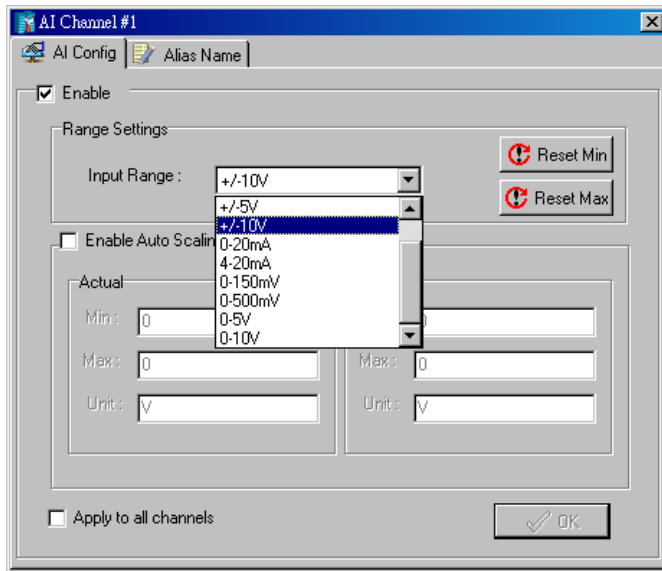 AI Channel #1
AI Config
Alias Name
Enable
Range Settings
Input Range :
+/-10V
Reset Min
Reset Max
+/-5V
+/-10V
0-20mA
4-20mA
0-150mV
0-500mV
0-5V
0-10V
Enable Auto Scalin
Actual
Min : 0
Max : 0
Max : 0
Unit : V
Unit : V
Apply to all channels
OK